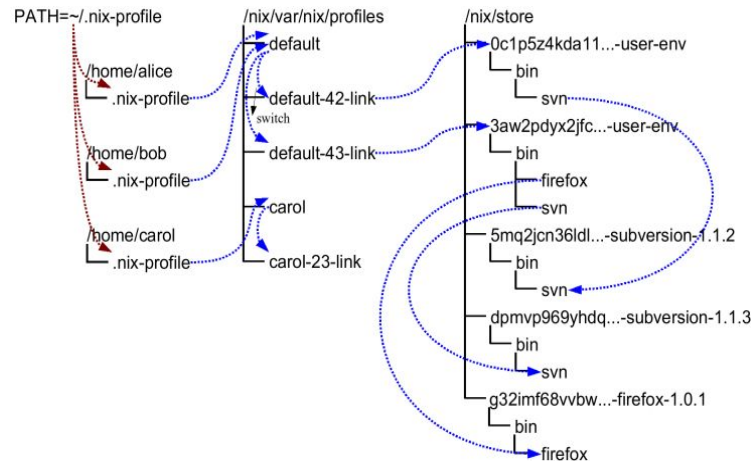 PATH=~/.nix-profile
/home/alice
.nix-profile
/home/bob
.nix-profile
/home/carol
.nix-profile
/nix/var/nix/profiles
default
default-42-link
switch
default-43-link
carol
carol-23-link
/nix/store
0c1p5z4kda11...-user-env
bin
svn
3aw2pdyx2jfc...-user-env
bin
firefox
svn
5mq2jcn36ldl...-subversion-1.1.2
bin
svn
dpmvp969yhdq...-subversion-1.1.3
bin
svn
g32imf68vvbw...-firefox-1.0.1
bin
firefox